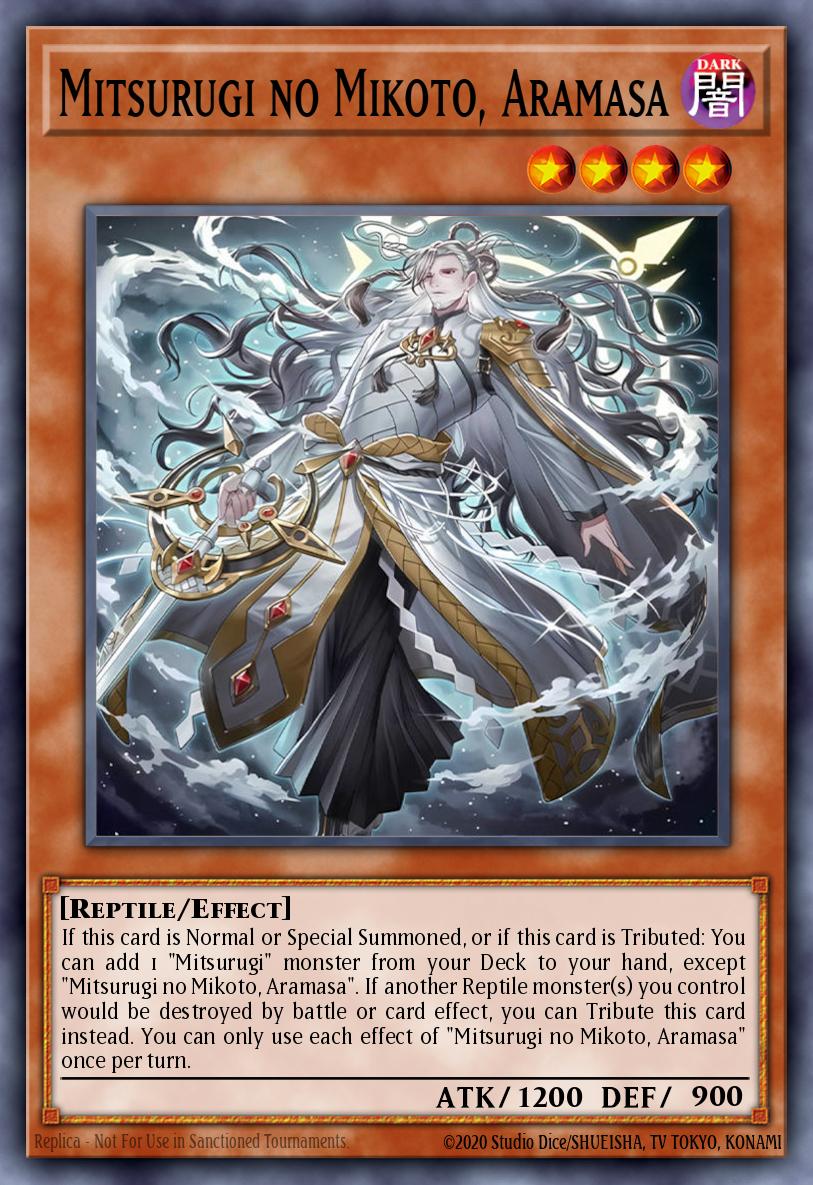 Mitsurugi no Mikoto, Aramasa
DARK
闇
[Reptile/Effect]
If this card is Normal or Special Summoned, or if this card is Tributed: You
can add 1 "Mitsurugi" monster from your Deck to your hand, except
"Mitsurugi no Mikoto, Aramasa". If another Reptile monster(s) you control
would be destroyed by battle or card effect, you can Tribute this card
instead. You can only use each effect of "Mitsurugi no Mikoto, Aramasa"
once per turn.
ATK/1200 DEF/ 900
Replica - Not For Use in Sanctioned Tournaments.
©2020 Studio Dice/SHUEISHA, TV TOKYO, KONAMI